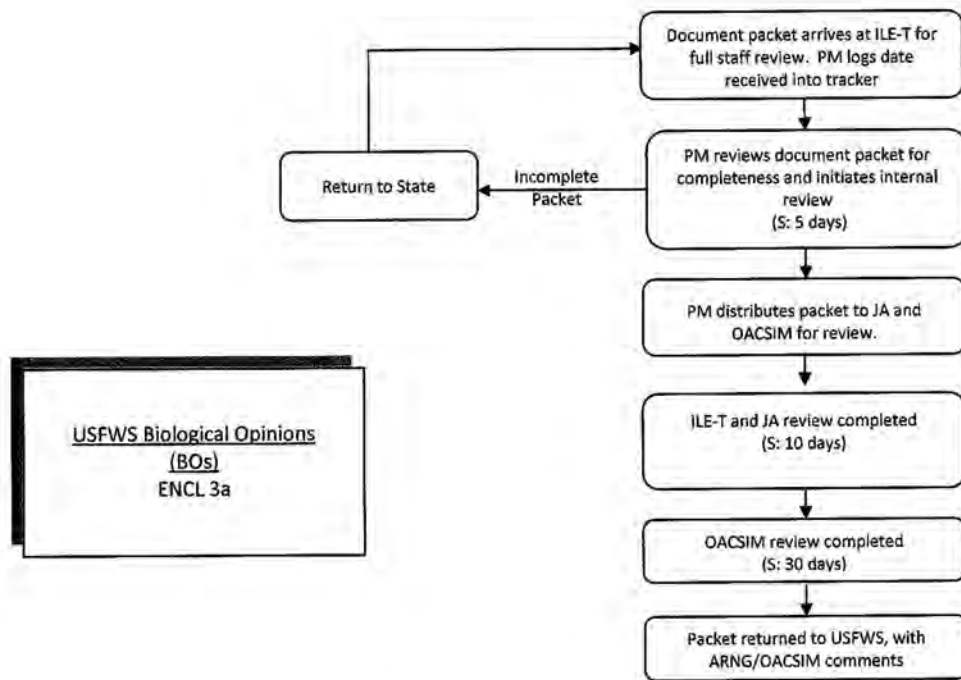 Document packet arrives at ILE-T for
full staff review. PM logs date
received into tracker
PM reviews document packet for
completeness and initiates internal
review
(S: 5 days)
Incomplete
Packet
Return to State
PM distributes packet to JA and
OACSIM for review.
ILE-T and JA review completed
(S: 10 days)
USFWS Biological Opinions
(BOs)
ENCL 3a
OACSIM review completed
(S: 30 days)
Packet returned to USFWS, with
ARNG/OACSIM comments